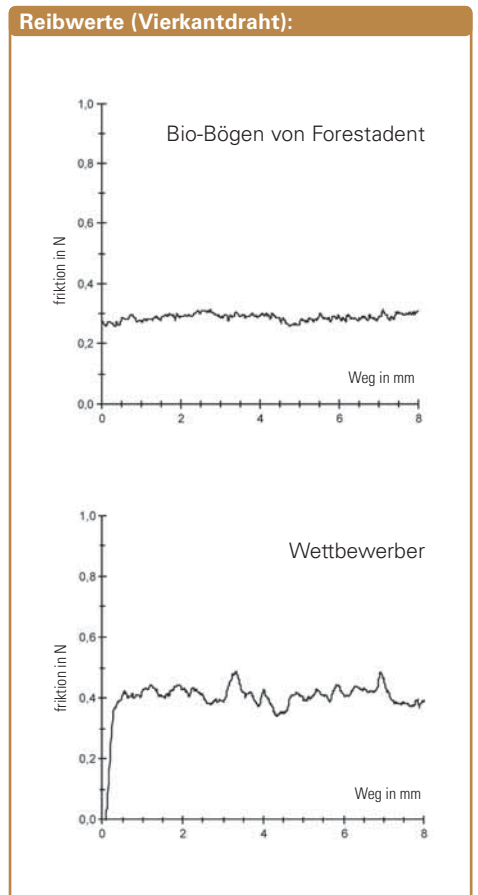 Reibwerte (Vierkantdraht):
1,0
Bio-Bögen von Forestadent
0,8
0,6
friktion in N
0,4
0,2
Weg in mm
0,0
0 2 4 6 8
1,0
Wettbewerber
0,8
0,6
friktion in N
0,4
0,2
Weg in mm
0,0
0 2 4 6 8